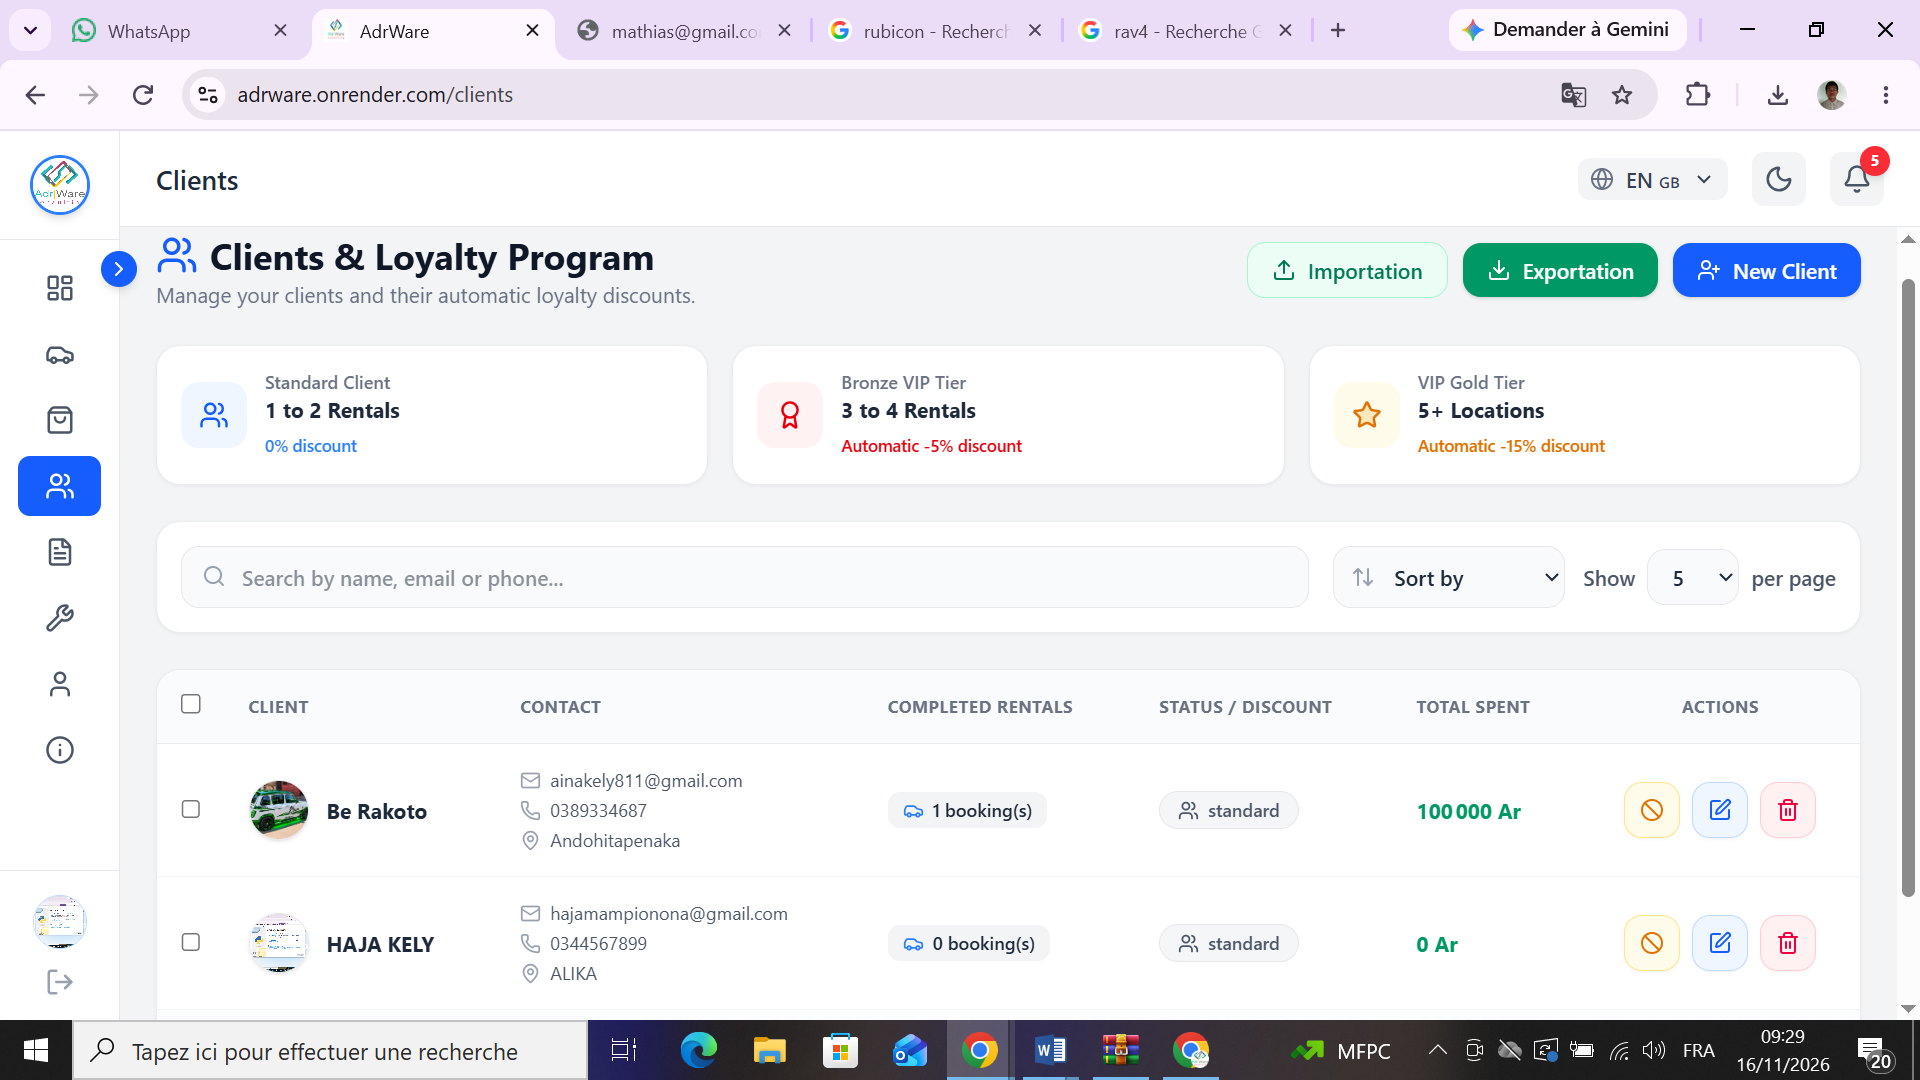 WhatsApp
AdrWare
mathias@gmail.co
rubicon - Recherch
rav4 - Recherche G
Demander à Gemini
adrware.onrender.com/clients
Clients
EN GB
5
Clients & Loyalty Program
Manage your clients and their automatic loyalty discounts.
Importation
Exportation
New Client
Standard Client
1 to 2 Rentals
0% discount
Bronze VIP Tier
3 to 4 Rentals
Automatic -5% discount
VIP Gold Tier
5+ Locations
Automatic -15% discount
Search by name, email or phone...
Sort by
Show
5
per page
CLIENT
CONTACT
COMPLETED RENTALS
STATUS / DISCOUNT
TOTAL SPENT
ACTIONS
Be Rakoto
ainakely811@gmail.com
0389334687
Andohitapenaka
1 booking(s)
standard
100 000 Ar
HAJA KELY
hajamampionona@gmail.com
0344567899
ALIKA
0 booking(s)
standard
0 Ar
Tapez ici pour effectuer une recherche
MFPC
FRA
09:29
16/11/2026
20